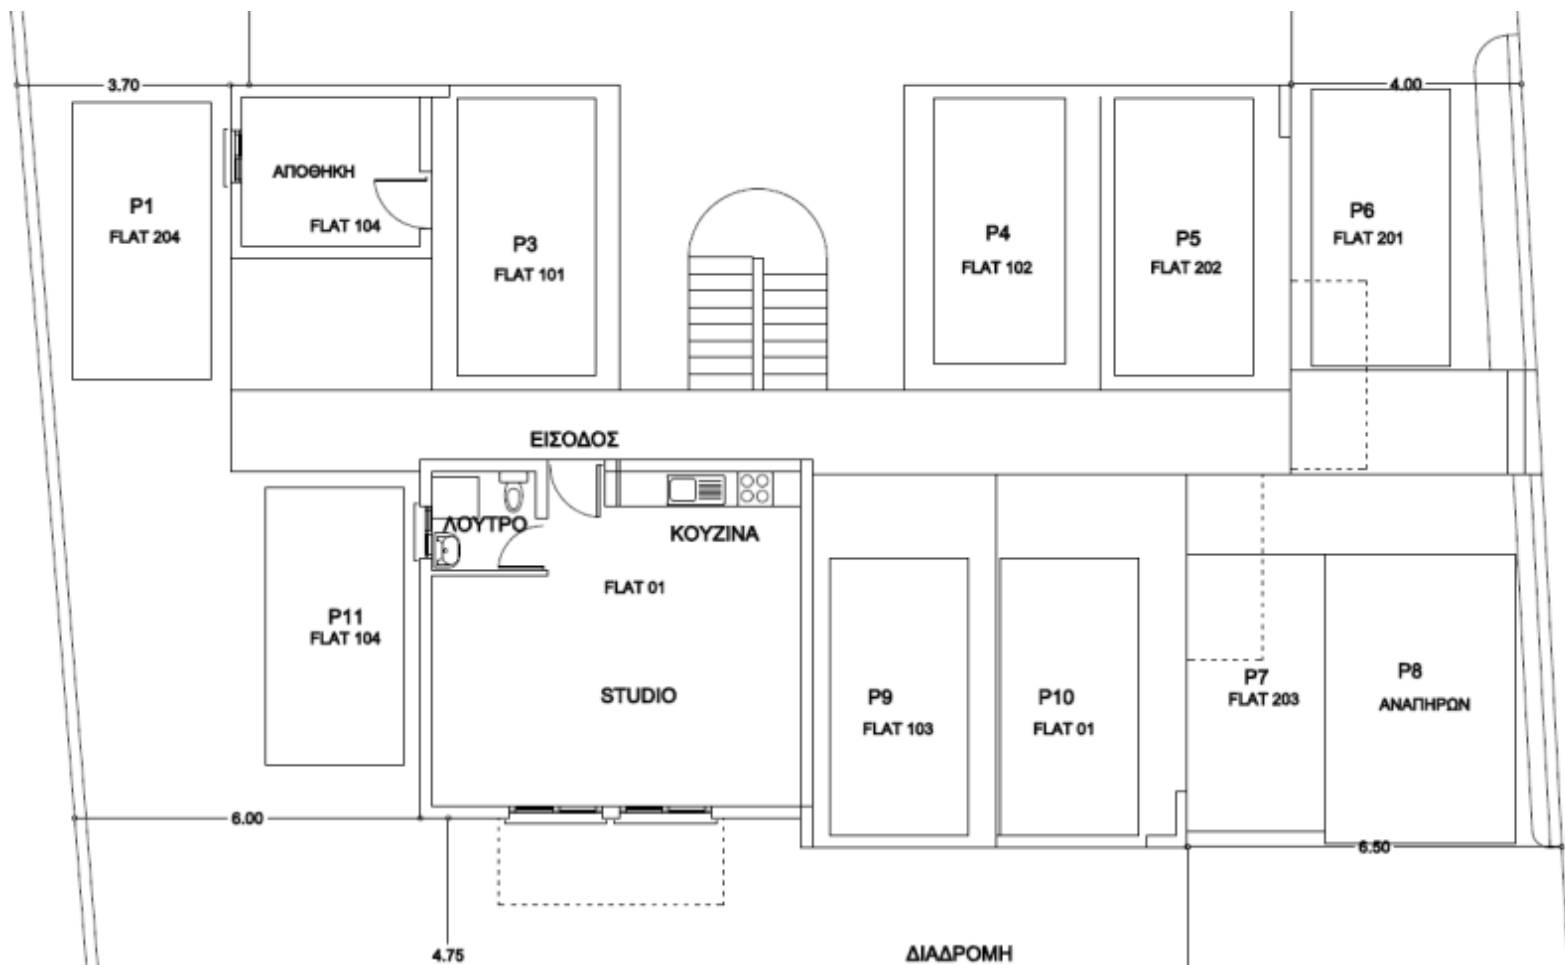 3.70
4.00
ΑΠΟΘΗΚΗ
FLAT 104
P1
FLAT 204
P3
FLAT 101
P4
FLAT 102
P5
FLAT 202
P6
FLAT 201
ΕΙΣΟΔΟΣ
ΛΟΥΤΡΟ
ΚΟΥΖΙΝΑ
FLAT 01
STUDIO
P11
FLAT 104
P9
FLAT 103
P10
FLAT 01
P7
FLAT 203
P8
ΑΝΑΠΗΡΩΝ
6.00
6.50
4.75
ΔΙΑΔΡΟΜΗ